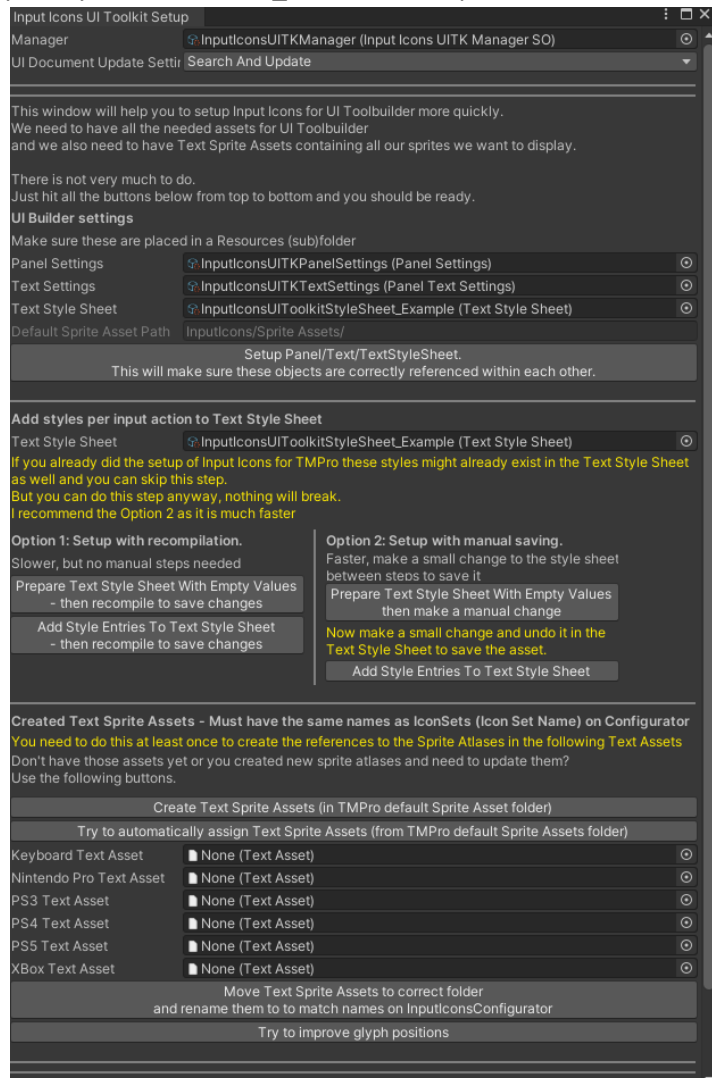 Input Icons UI Toolkit Setup
Manager InputIconsUITKManager (Input Icons UITK Manager SO)
UI Document Update Settir Search And Update
This window will help you to setup Input Icons for UI Toolbuilder more quickly.
We need to have all the needed assets for UI Toolbuilder
and we also need to have Text Sprite Assets containing all our sprites we want to display.
There is not very much to do.
Just hit all the buttons below from top to bottom and you should be ready.
UI Builder settings
Make sure these are placed in a Resources (sub)folder
Panel Settings InputIconsUITKPanelSettings (Panel Settings)
Text Settings InputIconsUITKTextSettings (Panel Text Settings)
Text Style Sheet InputIconsUIToolkitStyleSheet_Example (Text Style Sheet)
Default Sprite Asset Path InputIcons/Sprite Assets/
Setup Panel/Text/TextStyleSheet.
This will make sure these objects are correctly referenced within each other.
Add styles per input action to Text Style Sheet
Text Style Sheet InputIconsUIToolkitStyleSheet_Example (Text Style Sheet)
If you already did the setup of Input Icons for TMPro these styles might already exist in the Text Style Sheet
as well and you can skip this step.
But you can do this step anyway, nothing will break.
I recommend the Option 2 as it is much faster
Option 1: Setup with recompilation.
Slower, but no manual steps needed
Prepare Text Style Sheet With Empty Values
- then recompile to save changes
Add Style Entries To Text Style Sheet
- then recompile to save changes
Option 2: Setup with manual saving.
Faster, make a small change to the style sheet
between steps to save it
Prepare Text Style Sheet With Empty Values
then make a manual change
Now make a small change and undo it in the
Text Style Sheet to save the asset.
Add Style Entries To Text Style Sheet
Created Text Sprite Assets - Must have the same names as IconSets (Icon Set Name) on Configurator
You need to do this at least once to create the references to the Sprite Atlases in the following Text Assets
Don't have those assets yet or you created new sprite atlases and need to update them?
Use the following buttons.
Create Text Sprite Assets (in TMPro default Sprite Asset folder)
Try to automatically assign Text Sprite Assets (from TMPro default Sprite Assets folder)
Keyboard Text Asset None (Text Asset)
Nintendo Pro Text Asset None (Text Asset)
PS3 Text Asset None (Text Asset)
PS4 Text Asset None (Text Asset)
PS5 Text Asset None (Text Asset)
XBox Text Asset None (Text Asset)
Move Text Sprite Assets to correct folder
and rename them to to match names on InputIconsConfigurator
Try to improve glyph positions